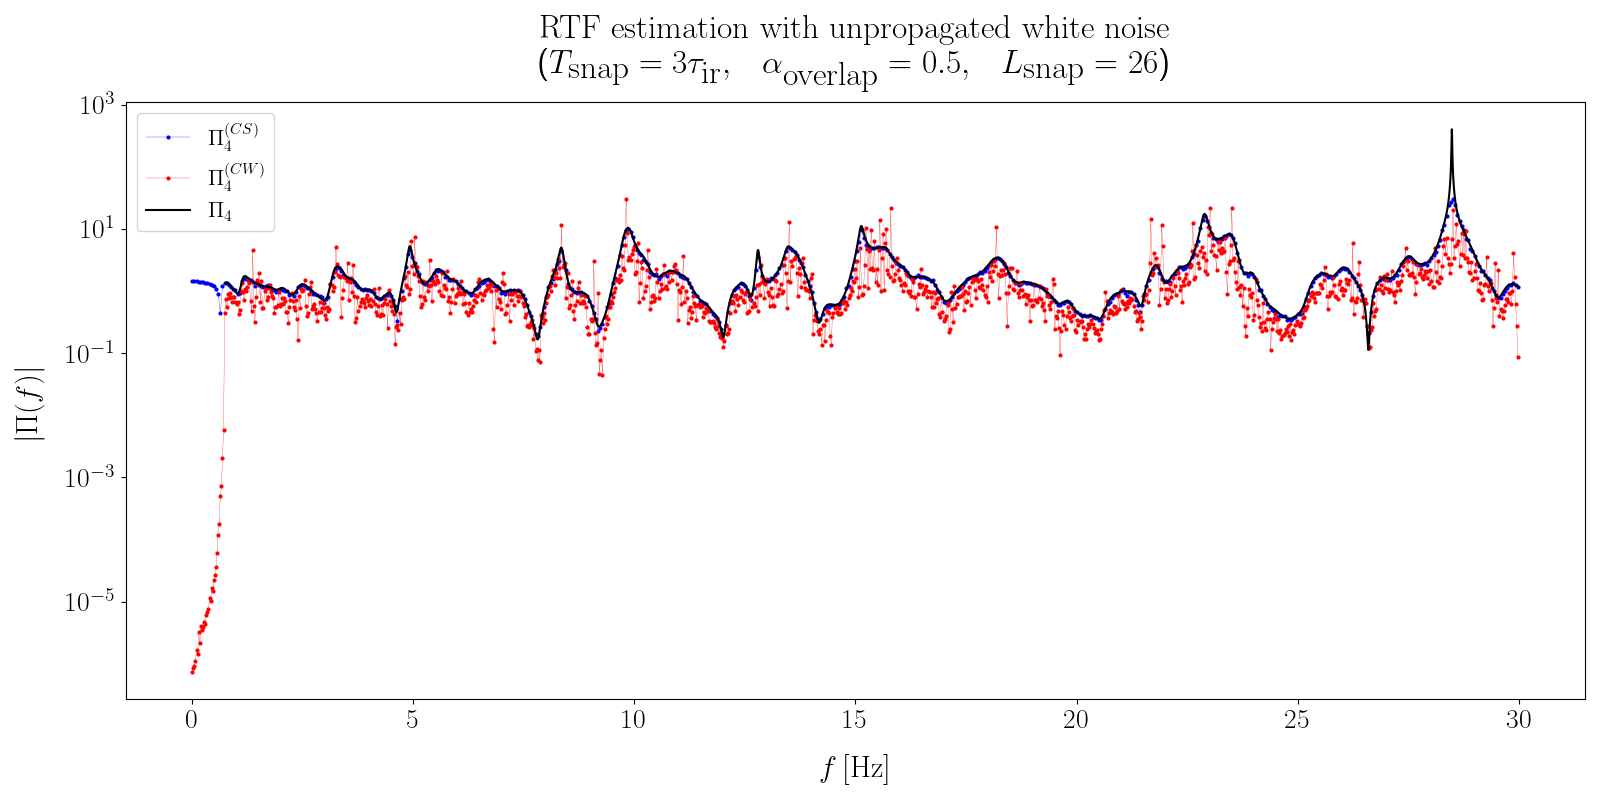 RTF estimation with unpropagated white noise
(T_snap = 3τ_ir, α_overlap = 0.5, L_snap = 26)
10^3
10^1
10^−1
10^−3
10^−5
|Π(f)|
Π_4^(CS)
Π_4^(CW)
Π_4
0 5 10 15 20 25 30
f [Hz]